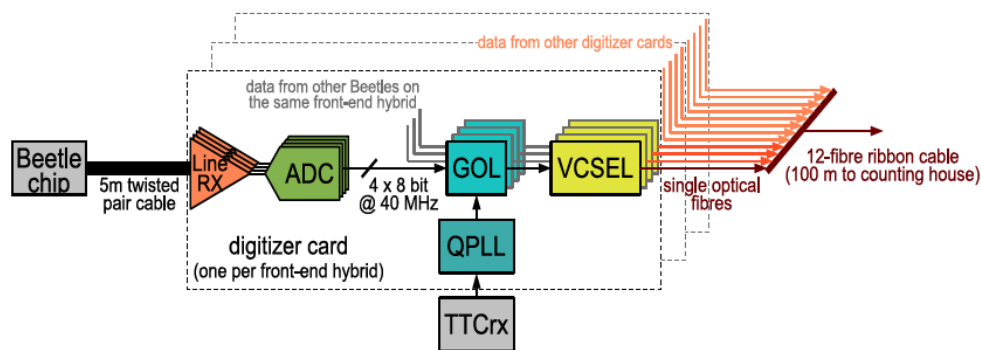 data from other digitizer cards
data from other Beetles on
the same front-end hybrid
Beetle
chip
5m twisted
pair cable
Line
RX
ADC
4 x 8 bit
@ 40 MHz
GOL
VCSEL
single optical
fibres
12-fibre ribbon cable
(100 m to counting house)
digitizer card
(one per front-end hybrid)
QPLL
TTCrx